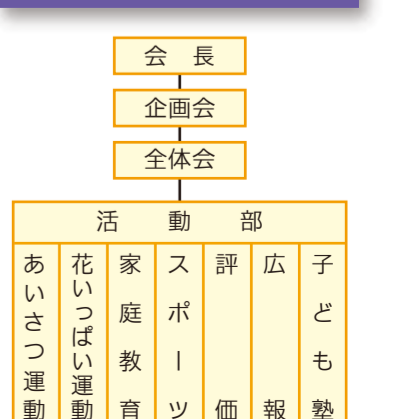 会長
企画会
全体会
活動部
あいさつ運動
花いっぱい運動
家庭教育
スポーツ
評価
広報
子ども塾